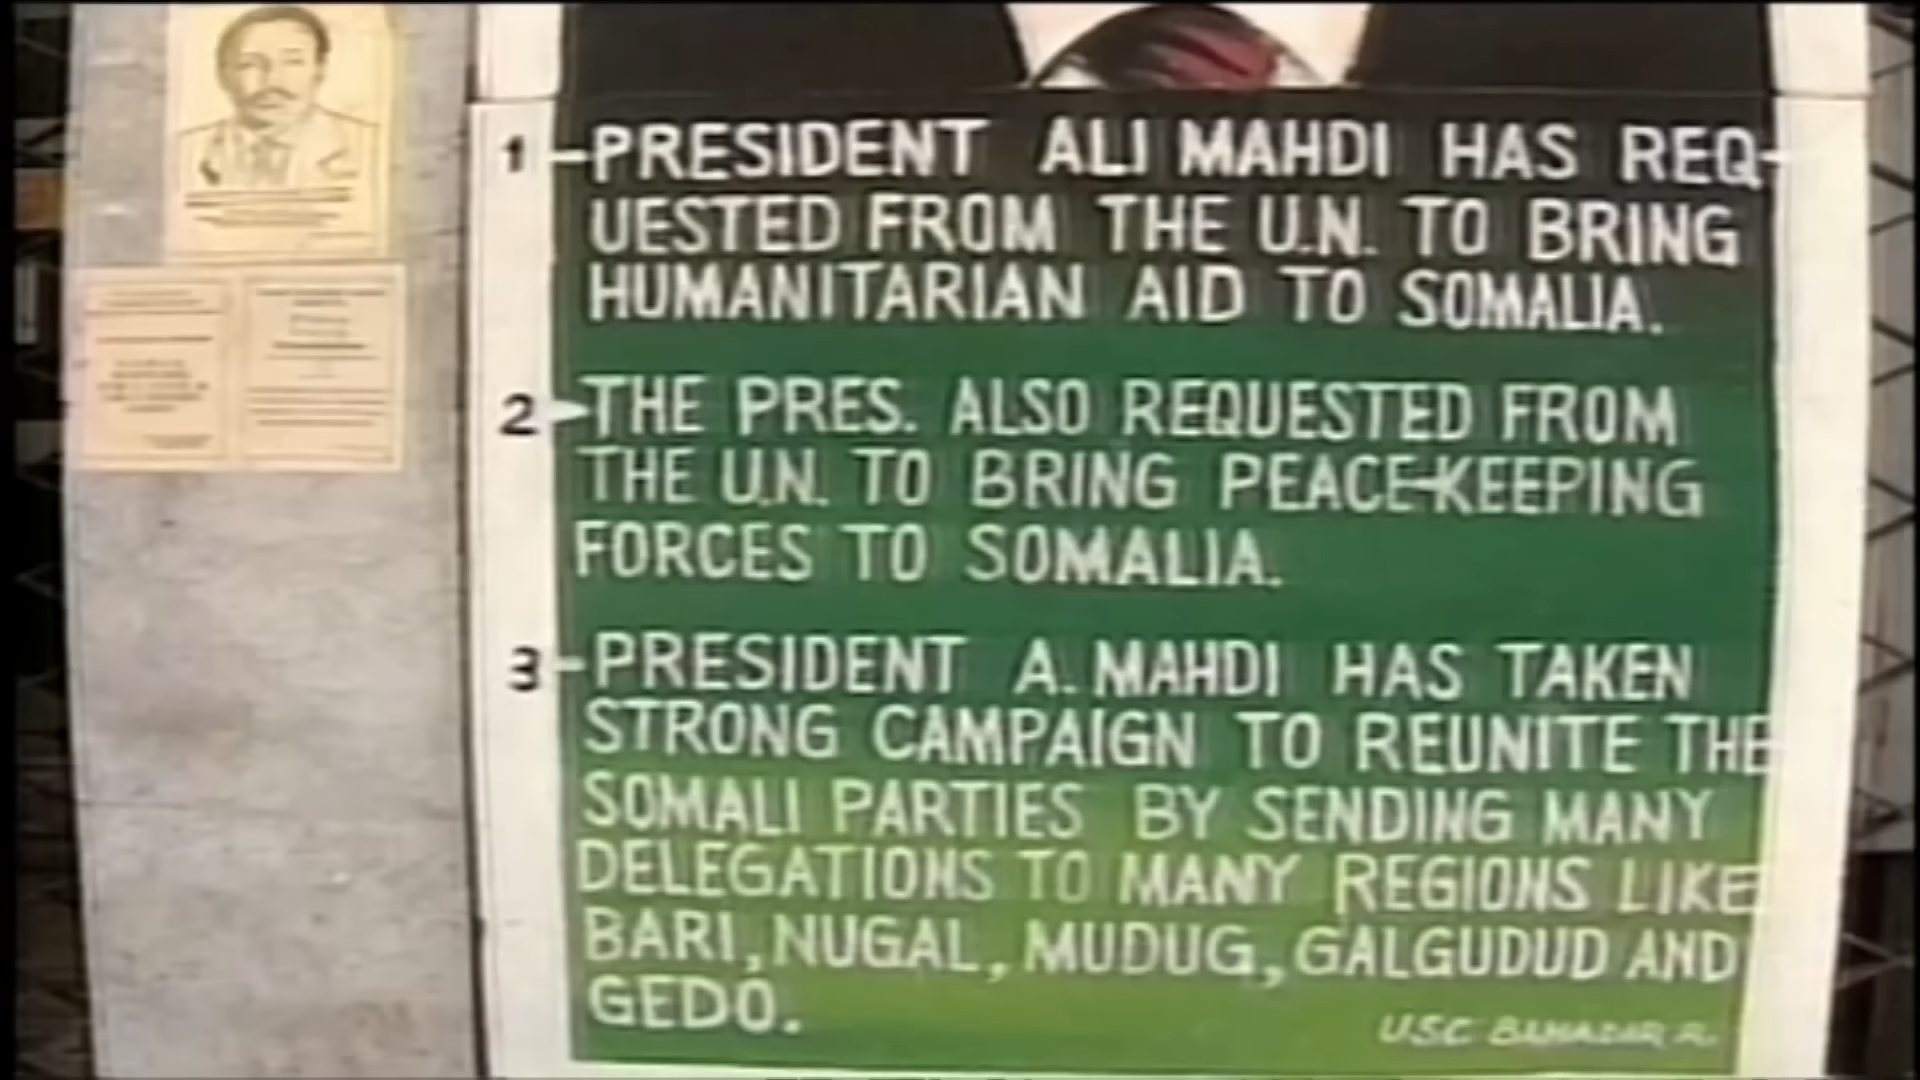 1 -PRESIDENT ALI MAHDI HAS REQ-
UESTED FROM THE U.N. TO BRING
HUMANITARIAN AID TO SOMALIA.
2 -THE PRES. ALSO REQUESTED FROM
THE U.N. TO BRING PEACE-KEEPING
FORCES TO SOMALIA.
3 -PRESIDENT A. MAHDI HAS TAKEN
STRONG CAMPAIGN TO REUNITE THE
SOMALI PARTIES BY SENDING MANY
DELEGATIONS TO MANY REGIONS LIKE
BARI, NUGAL, MUDUG, GALGUDUD AND
GEDO.
U.S.C